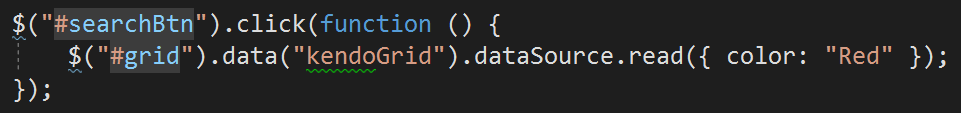 $("#searchBtn").click(function () {
    $("#grid").data("kendoGrid").dataSource.read({ color: "Red" });
});